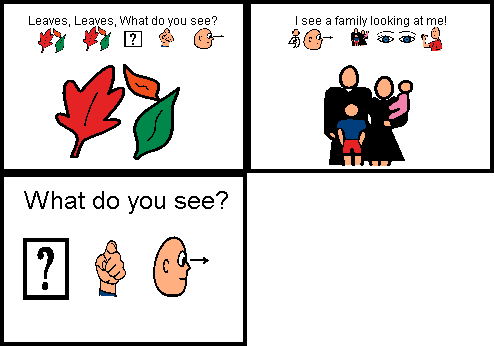 Leaves, Leaves, What do you see?
?
I see a family looking at me!
What do you see?
?